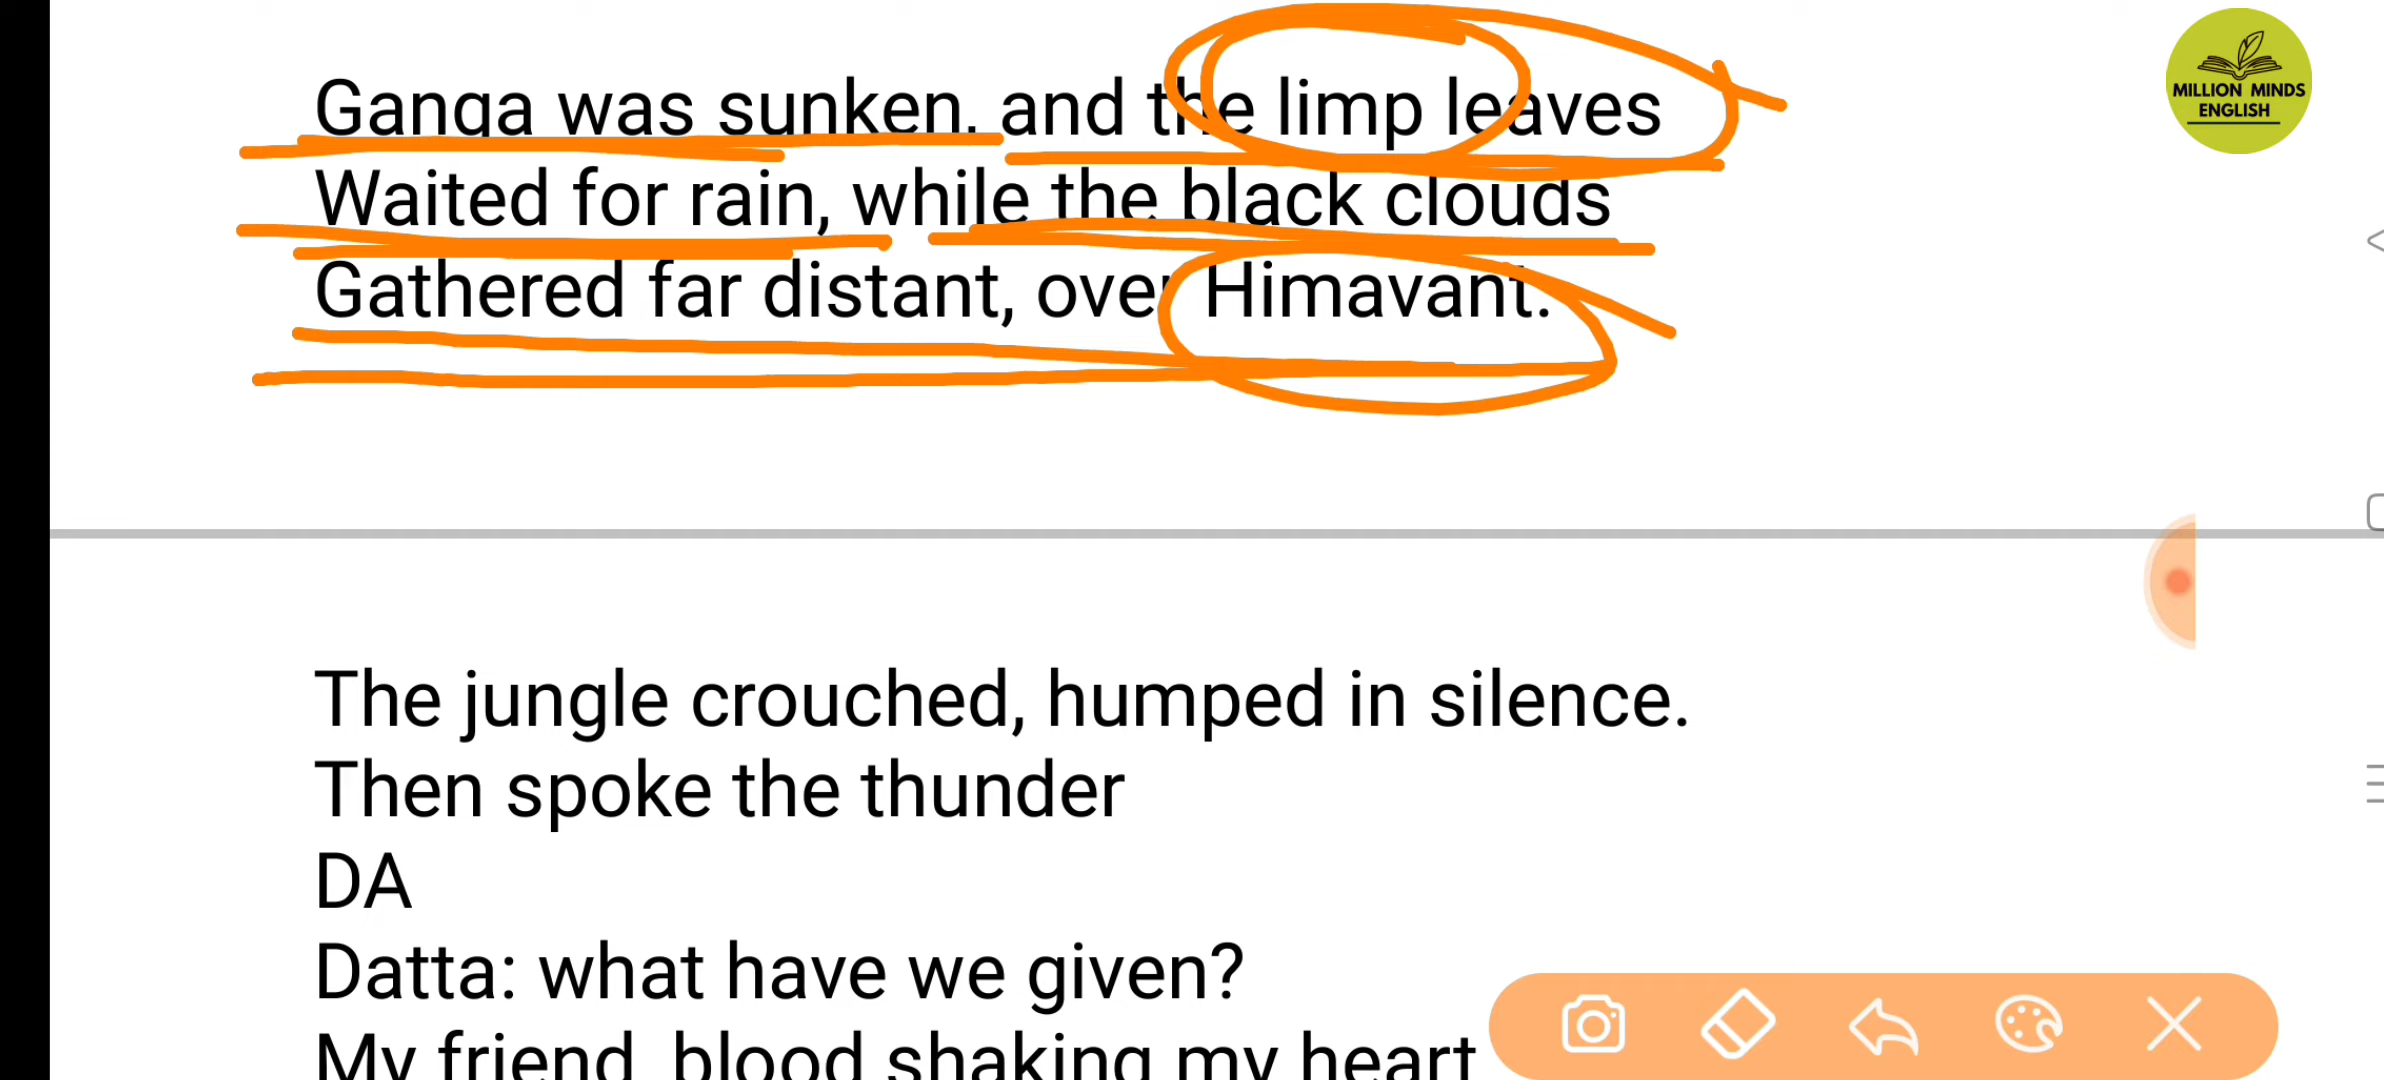 Ganga was sunken, and the limp leaves
Waited for rain, while the black clouds
Gathered far distant, over Himavant.
The jungle crouched, humped in silence.
Then spoke the thunder
DA
Datta: what have we given?
My friend, blood shaking my heart
MILLION MINDS
ENGLISH